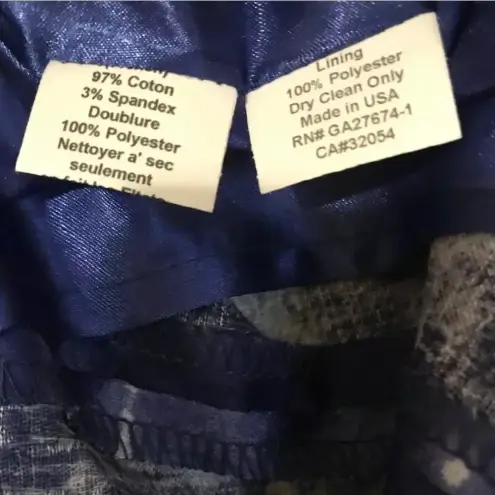 97% Coton
3% Spandex
Doublure
100% Polyester
Nettoyer a' sec
seulement
Lining
100% Polyester
Dry Clean Only
Made in USA
RN# GA27674-1
CA#32054